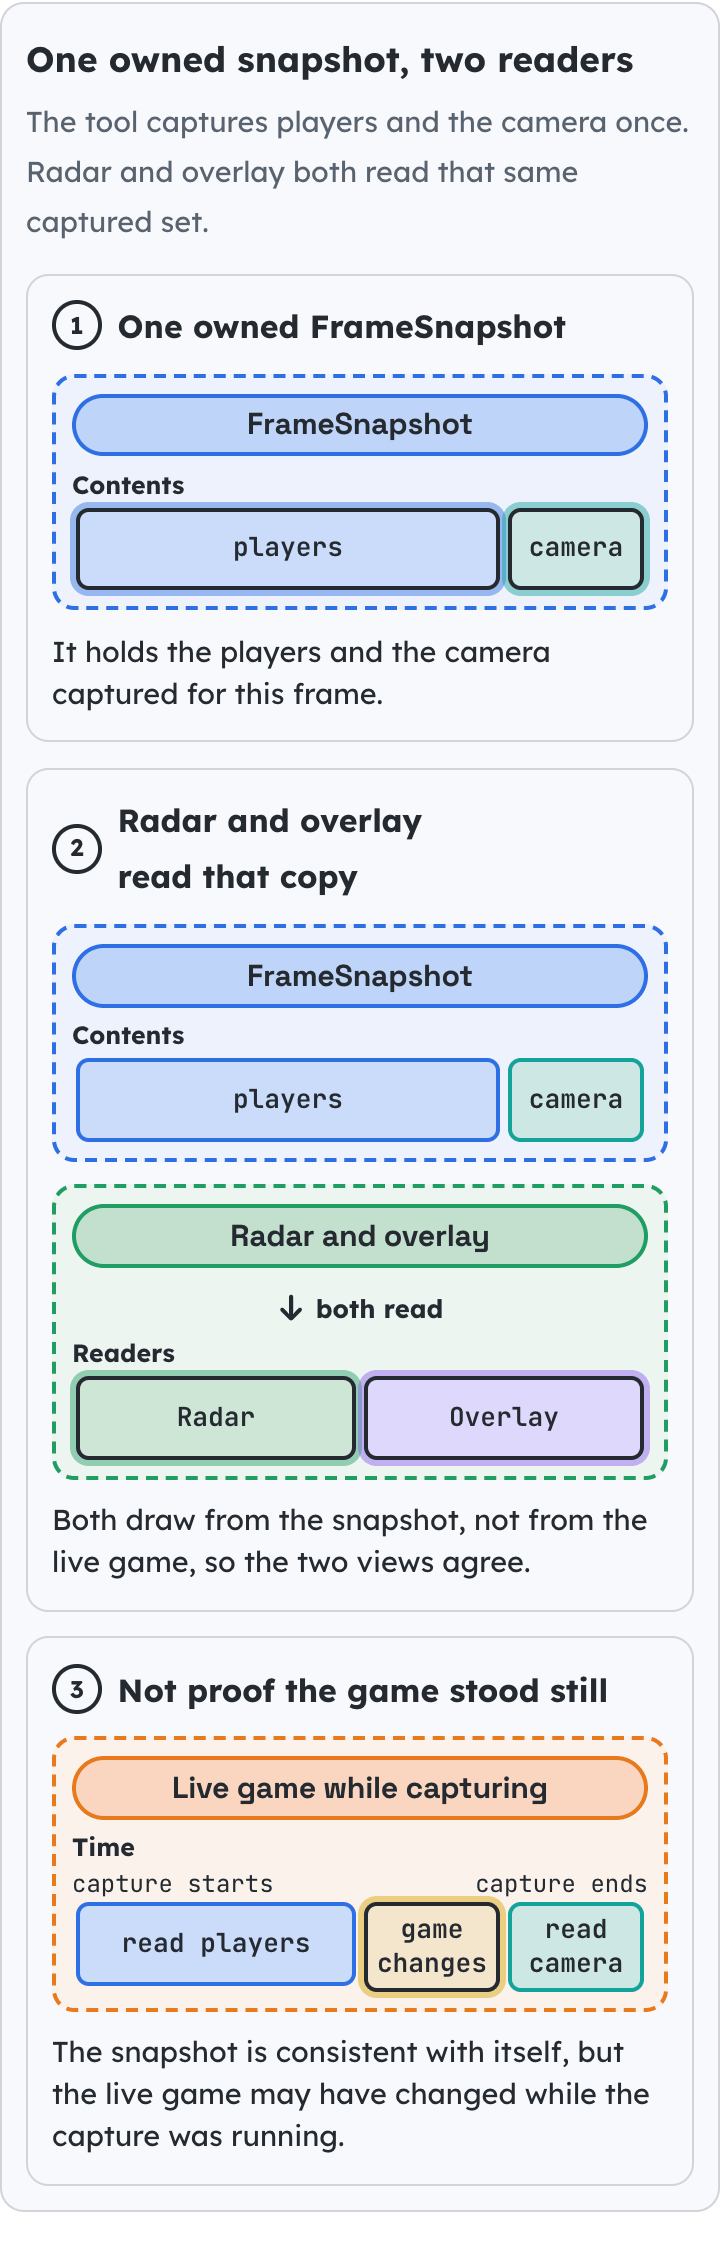 One owned snapshot, two readers
The tool captures players and the camera once.
Radar and overlay both read that same
captured set.
1 One owned FrameSnapshot
FrameSnapshot
Contents
players camera
It holds the players and the camera
captured for this frame.
2 Radar and overlay
read that copy
FrameSnapshot
Contents
players camera
Radar and overlay
↓ both read
Readers
Radar Overlay
Both draw from the snapshot, not from the
live game, so the two views agree.
3 Not proof the game stood still
Live game while capturing
Time
capture starts capture ends
read players game read
changes camera
The snapshot is consistent with itself, but
the live game may have changed while the
capture was running.